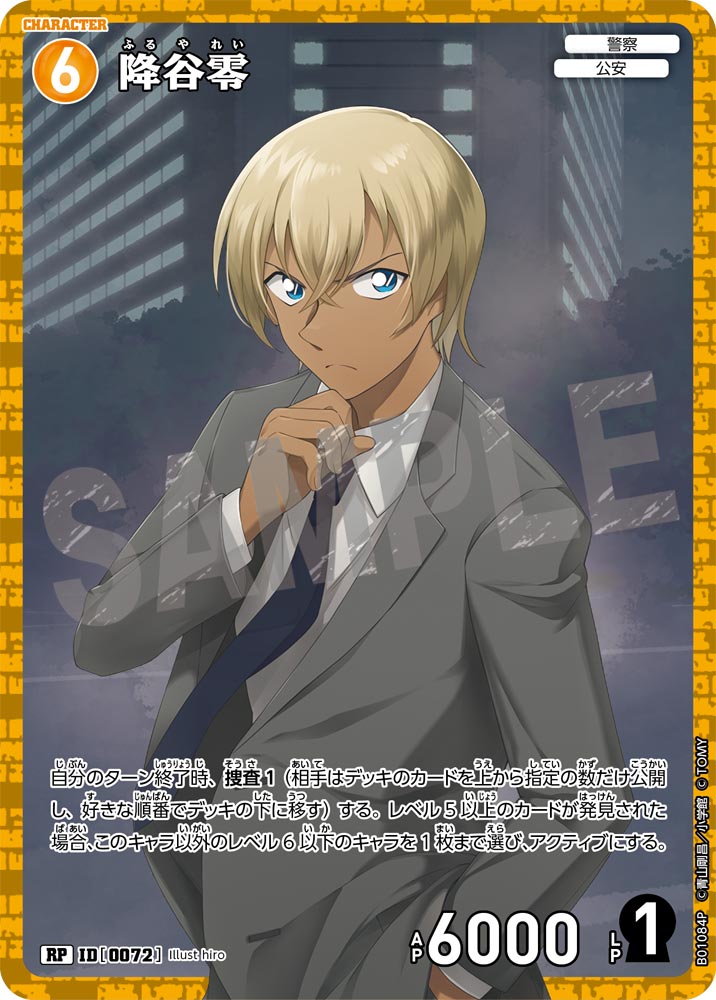 CHARACTER
6
ふるやれい
降谷零
警察
公安
SAMPLE
自分のターン終了時、捜査1（相手はデッキのカードを上から指定の数だけ公開
し、好きな順番でデッキの下に移す）する。レベル5以上のカードが発見された
場合、このキャラ以外のレベル6以下のキャラを1枚まで選び、アクティブにする。
RP ID[0072] Illust hiro
AP 6000
LP 1
B01084P ©青山剛昌／小学館 © TOMY